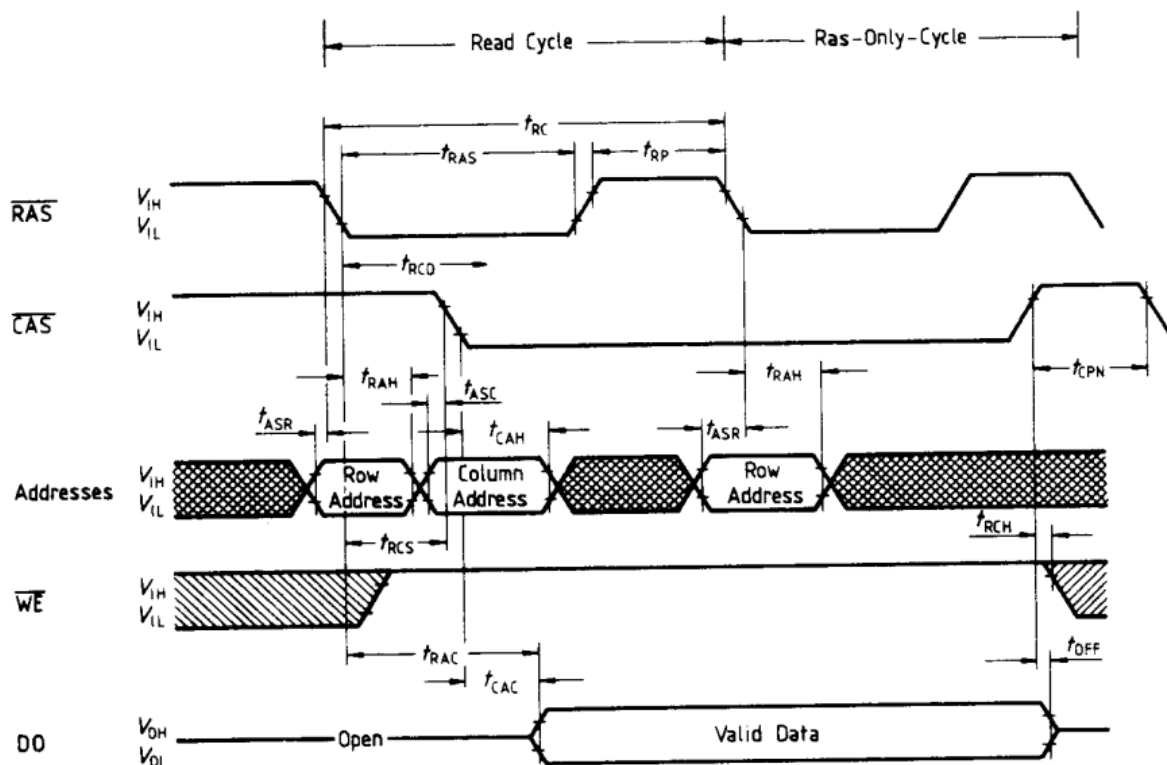 Read Cycle
Ras-Only-Cycle
tRC
tRAS
tRP
RAS
VIH
VIL
tRCD
CAS
VIH
VIL
tRAH
tASC
tRAH
tCPN
tASR
tCAH
tASR
Addresses
VIH
VIL
Row Address
Column Address
Row Address
tRCS
tRCH
WE
VIH
VIL
tRAC
tOFF
tCAC
DO
VOH
VOL
Open
Valid Data